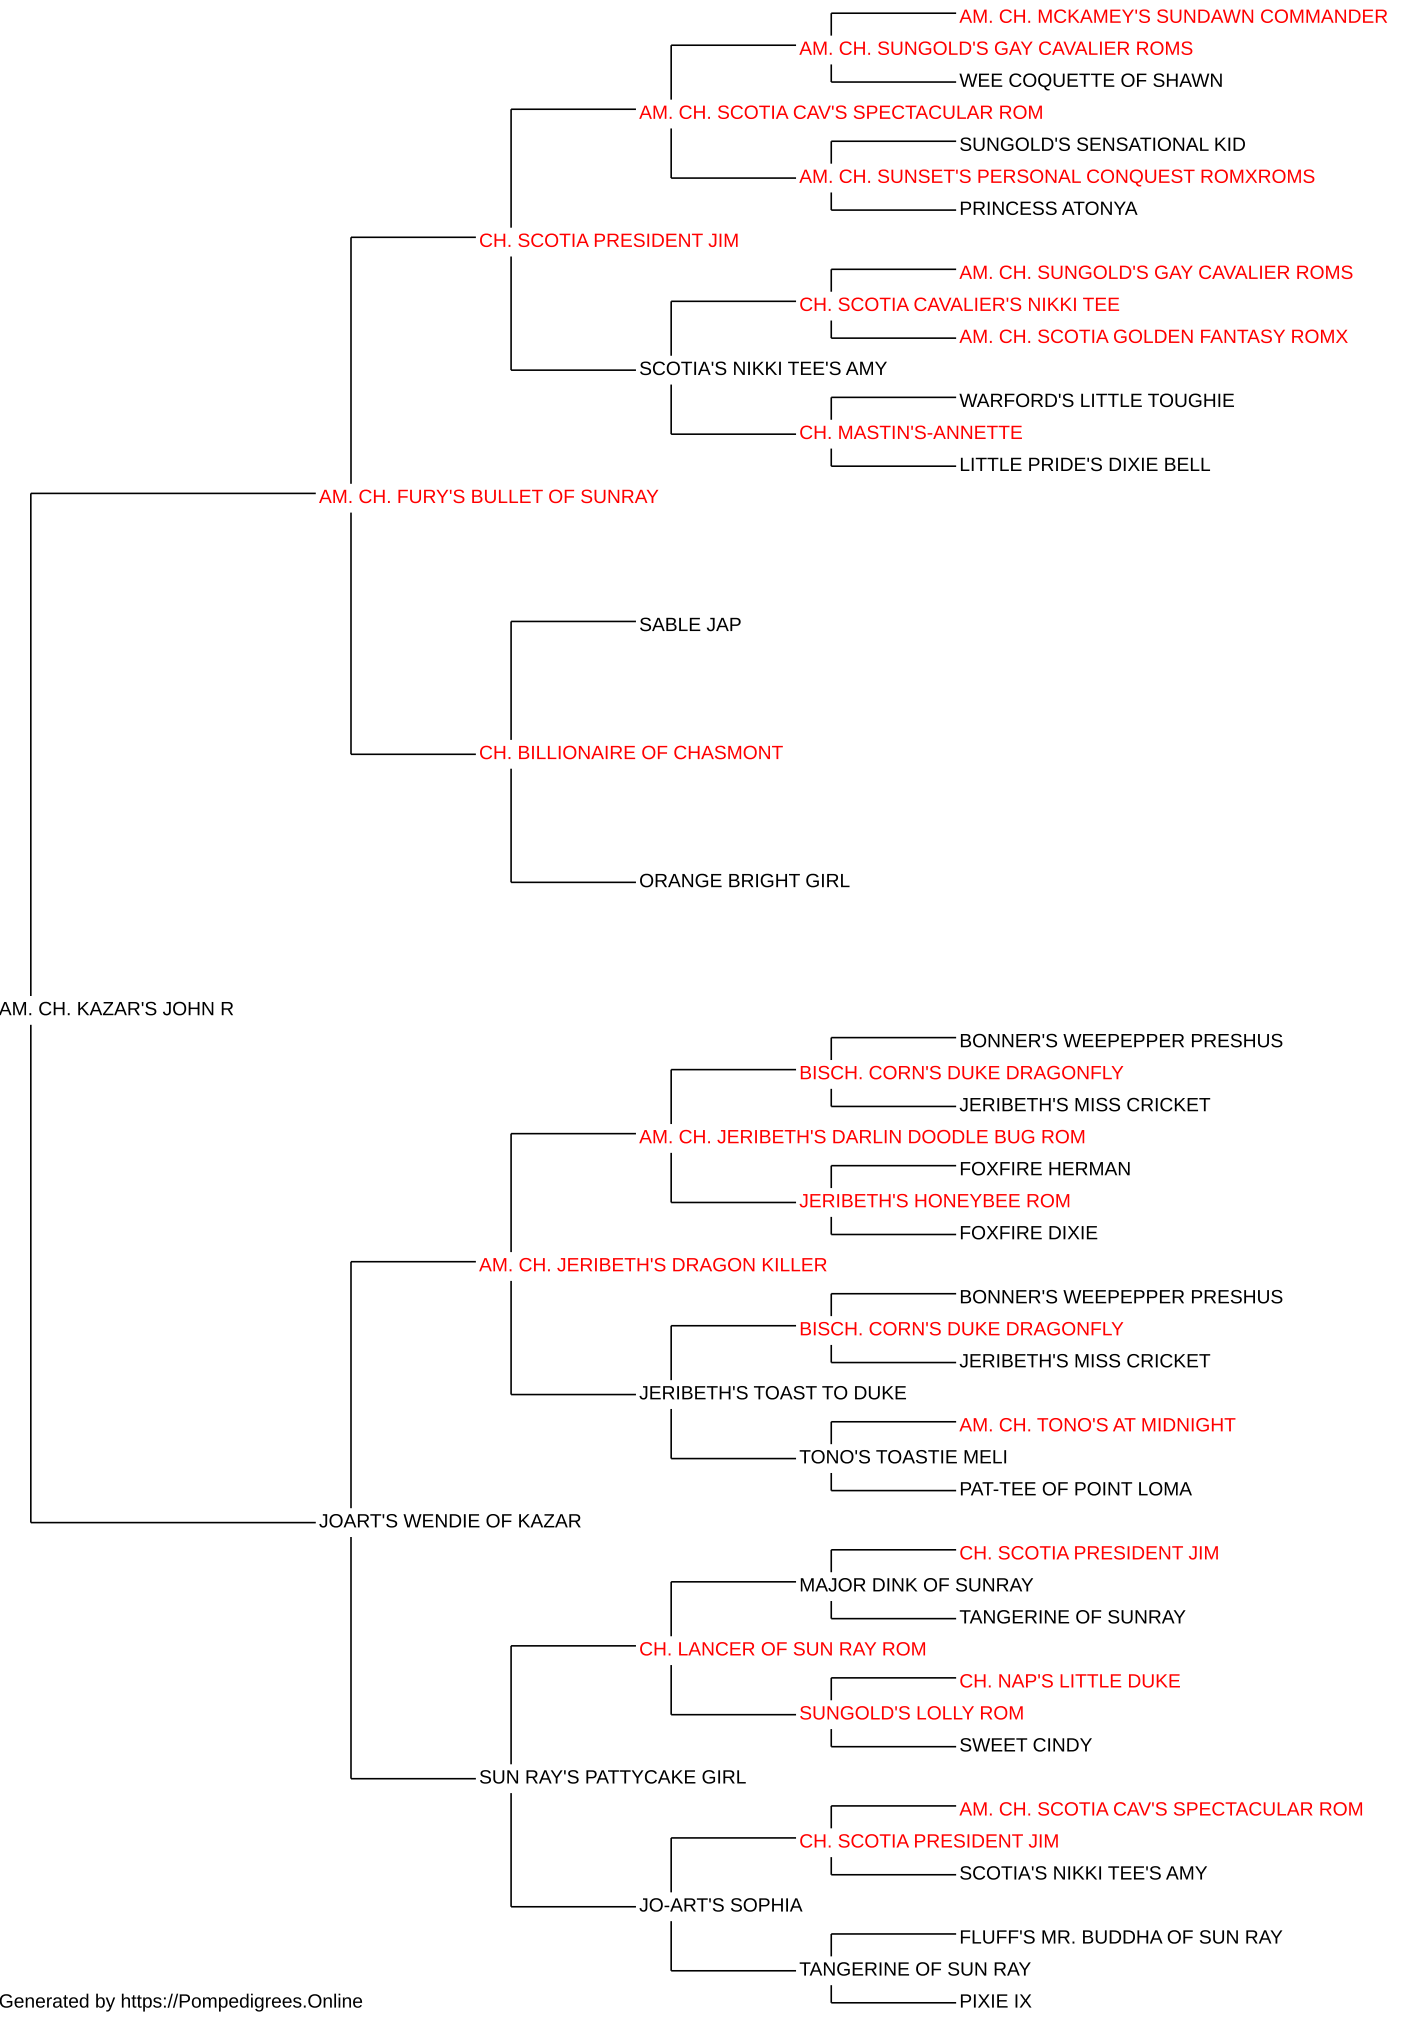 AM. CH. MCKAMEY'S SUNDAWN COMMANDER
AM. CH. SUNGOLD'S GAY CAVALIER ROMS
WEE COQUETTE OF SHAWN
AM. CH. SCOTIA CAV'S SPECTACULAR ROM
SUNGOLD'S SENSATIONAL KID
AM. CH. SUNSET'S PERSONAL CONQUEST ROMXROMS
PRINCESS ATONYA
CH. SCOTIA PRESIDENT JIM
AM. CH. SUNGOLD'S GAY CAVALIER ROMS
CH. SCOTIA CAVALIER'S NIKKI TEE
AM. CH. SCOTIA GOLDEN FANTASY ROMX
SCOTIA'S NIKKI TEE'S AMY
WARFORD'S LITTLE TOUGHIE
CH. MASTIN'S-ANNETTE
LITTLE PRIDE'S DIXIE BELL
AM. CH. FURY'S BULLET OF SUNRAY
SABLE JAP
CH. BILLIONAIRE OF CHASMONT
ORANGE BRIGHT GIRL
AM. CH. KAZAR'S JOHN R
BONNER'S WEEPEPPER PRESHUS
BISCH. CORN'S DUKE DRAGONFLY
JERIBETH'S MISS CRICKET
AM. CH. JERIBETH'S DARLIN DOODLE BUG ROM
FOXFIRE HERMAN
JERIBETH'S HONEYBEE ROM
FOXFIRE DIXIE
AM. CH. JERIBETH'S DRAGON KILLER
BONNER'S WEEPEPPER PRESHUS
BISCH. CORN'S DUKE DRAGONFLY
JERIBETH'S MISS CRICKET
JERIBETH'S TOAST TO DUKE
AM. CH. TONO'S AT MIDNIGHT
TONO'S TOASTIE MELI
PAT-TEE OF POINT LOMA
JOART'S WENDIE OF KAZAR
CH. SCOTIA PRESIDENT JIM
MAJOR DINK OF SUNRAY
TANGERINE OF SUNRAY
CH. LANCER OF SUN RAY ROM
CH. NAP'S LITTLE DUKE
SUNGOLD'S LOLLY ROM
SWEET CINDY
SUN RAY'S PATTYCAKE GIRL
AM. CH. SCOTIA CAV'S SPECTACULAR ROM
CH. SCOTIA PRESIDENT JIM
SCOTIA'S NIKKI TEE'S AMY
JO-ART'S SOPHIA
FLUFF'S MR. BUDDHA OF SUN RAY
TANGERINE OF SUN RAY
PIXIE IX
Generated by https://Pompedigrees.Online